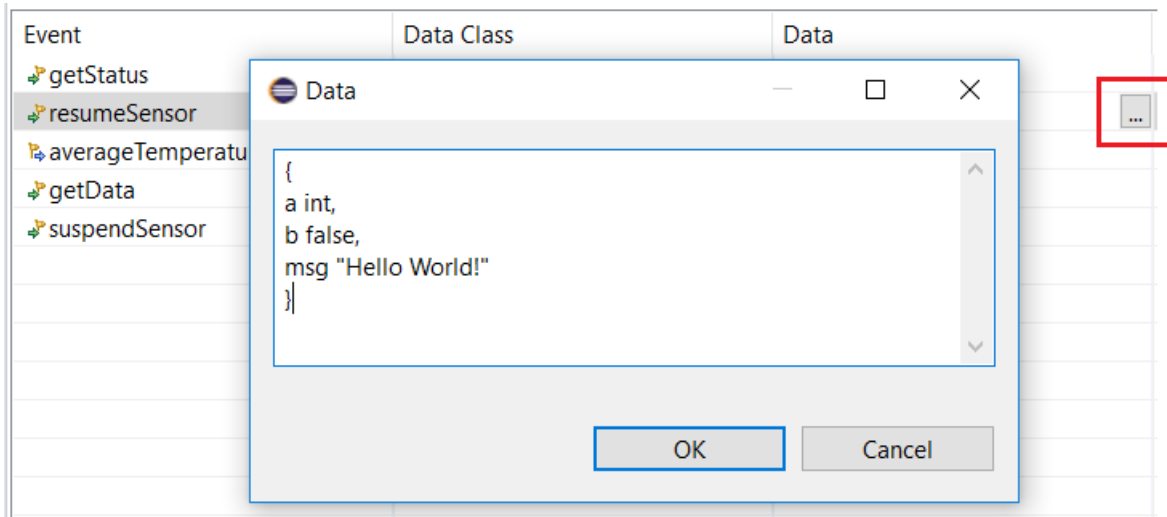 Event Data Class Data
getStatus
Data
resumeSensor
...
averageTemperatu
getData
suspendSensor
{
a int,
b false,
msg "Hello World!"
}
OK Cancel